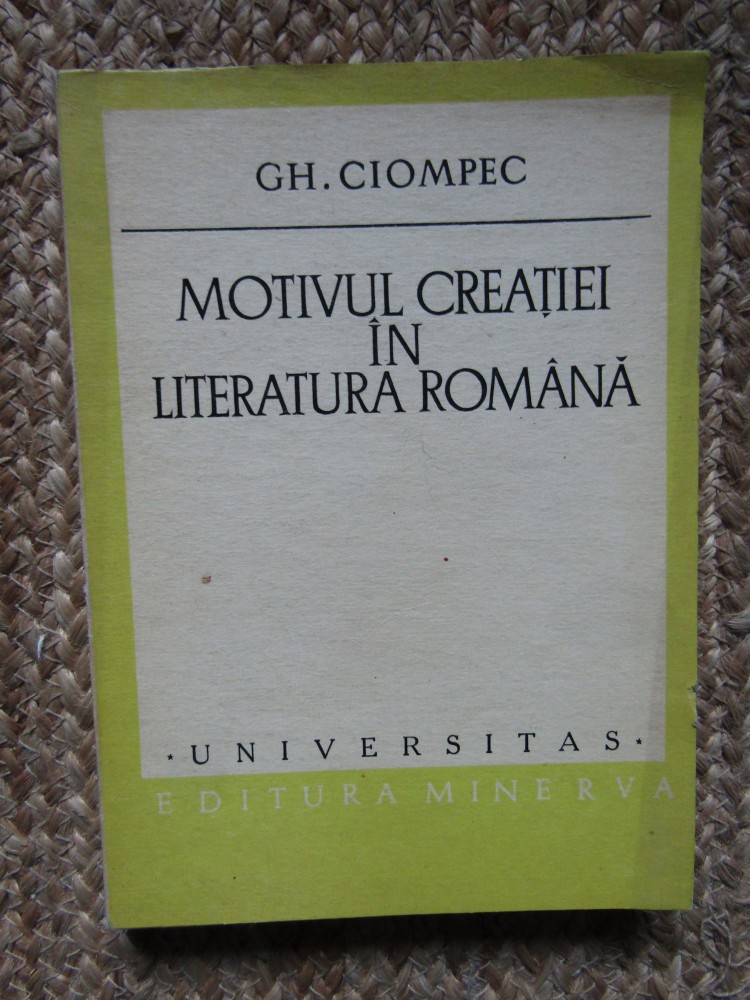 GH. CIOMPEC
MOTIVUL CREAȚIEI
ÎN
LITERATURA ROMÂNĂ
* UNIVERSITAS *
EDITURA MINERVA